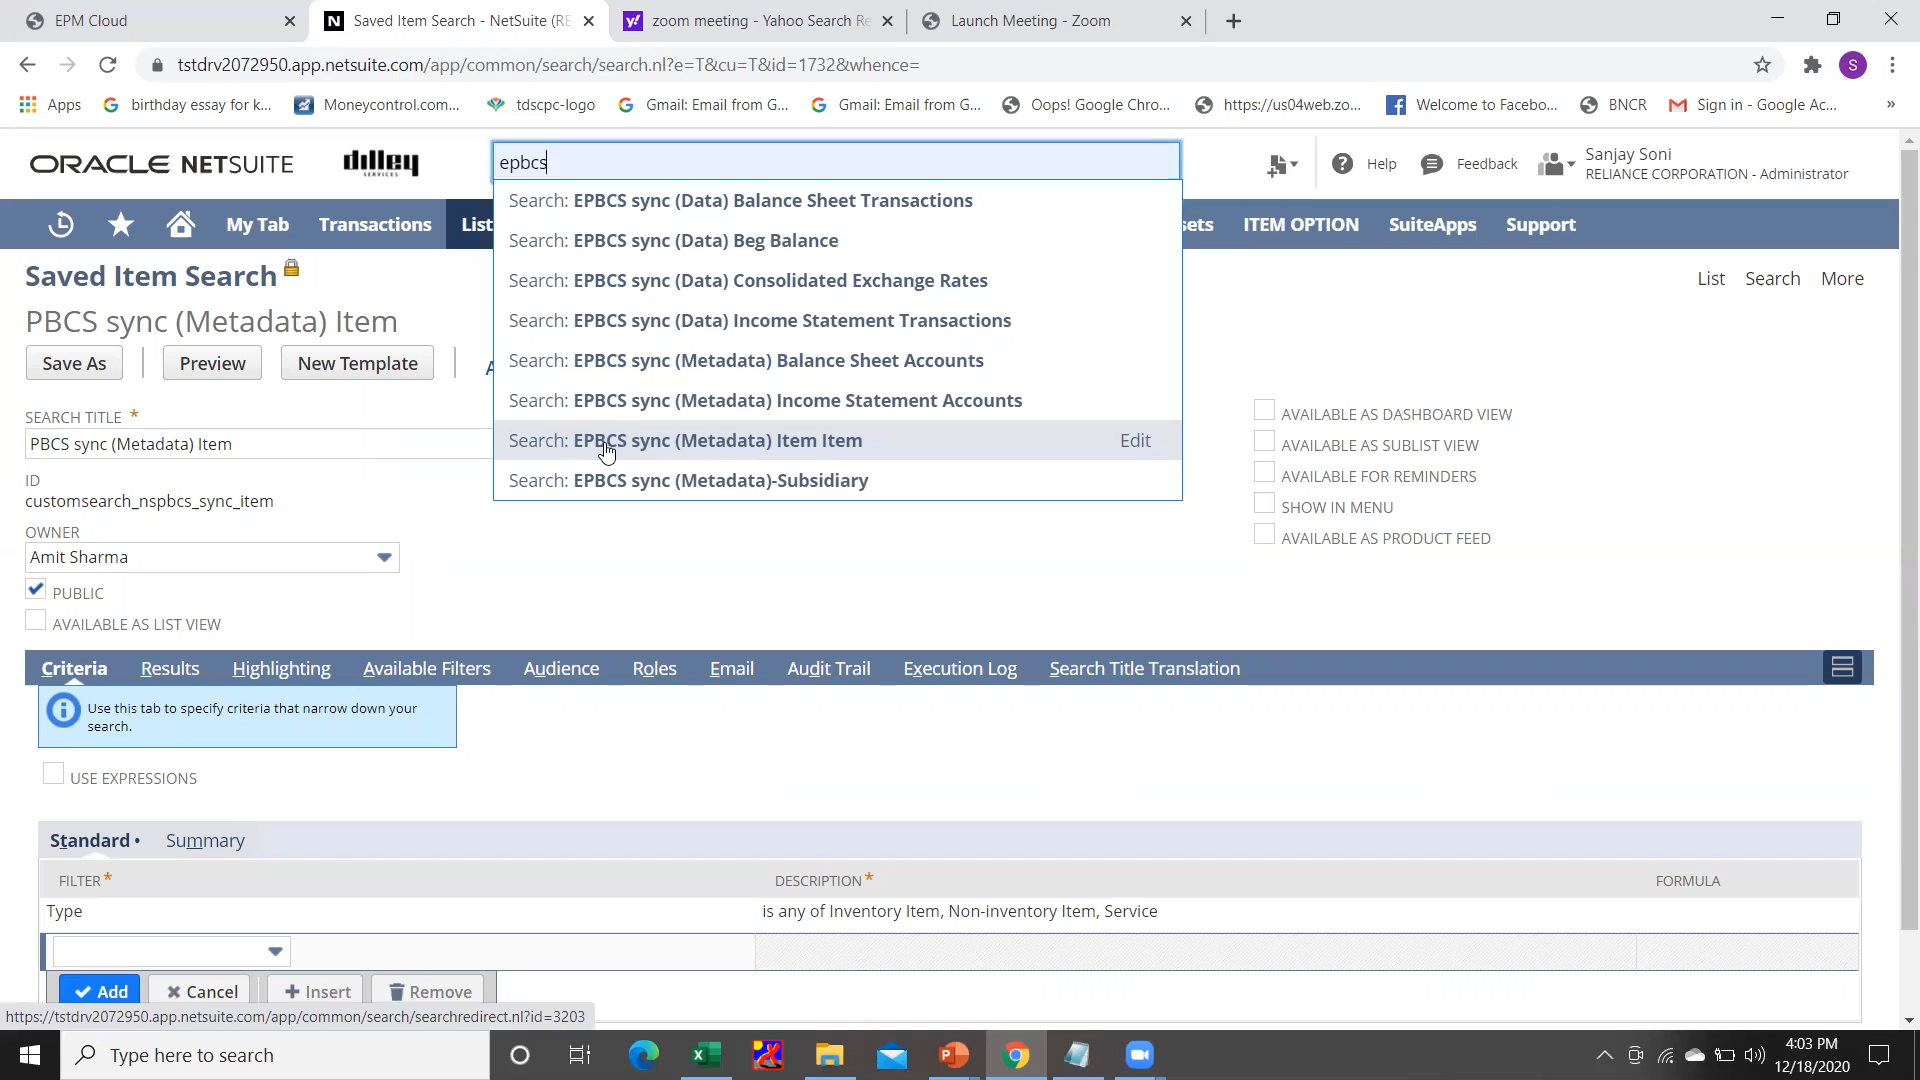 EPM Cloud
Saved Item Search - NetSuite (RE
zoom meeting - Yahoo Search Re
Launch Meeting - Zoom
tstdrv2072950.app.netsuite.com/app/common/search/search.nl?e=T&cu=T&id=1732&whence=
S
Apps
birthday essay for k...
Moneycontrol.com...
tdscpc-logo
Gmail: Email from G...
Gmail: Email from G...
Oops! Google Chro...
https://us04web.zo...
Welcome to Facebo...
BNCR
Sign in - Google Ac...
»
ORACLE NETSUITE
dilley
SERVICES
epbcs
Help
Feedback
Sanjay Soni
RELIANCE CORPORATION - Administrator
My Tab
Transactions
List
sets
ITEM OPTION
SuiteApps
Support
Search: EPBCS sync (Data) Balance Sheet Transactions
Search: EPBCS sync (Data) Beg Balance
Search: EPBCS sync (Data) Consolidated Exchange Rates
Search: EPBCS sync (Data) Income Statement Transactions
Search: EPBCS sync (Metadata) Balance Sheet Accounts
Search: EPBCS sync (Metadata) Income Statement Accounts
Search: EPBCS sync (Metadata) Item Item
Edit
Search: EPBCS sync (Metadata)-Subsidiary
Saved Item Search
List
Search
More
PBCS sync (Metadata) Item
Save As
Preview
New Template
A
SEARCH TITLE *
PBCS sync (Metadata) Item
ID
customsearch_nspbcs_sync_item
OWNER
Amit Sharma
PUBLIC
AVAILABLE AS LIST VIEW
AVAILABLE AS DASHBOARD VIEW
AVAILABLE AS SUBLIST VIEW
AVAILABLE FOR REMINDERS
SHOW IN MENU
AVAILABLE AS PRODUCT FEED
Criteria
Results
Highlighting
Available Filters
Audience
Roles
Email
Audit Trail
Execution Log
Search Title Translation
Use this tab to specify criteria that narrow down your
search.
USE EXPRESSIONS
Standard •
Summary
FILTER *
DESCRIPTION *
FORMULA
Type
is any of Inventory Item, Non-inventory Item, Service
Add
Cancel
Insert
Remove
https://tstdrv2072950.app.netsuite.com/app/common/search/searchredirect.nl?id=3203
Type here to search
4:03 PM
12/18/2020